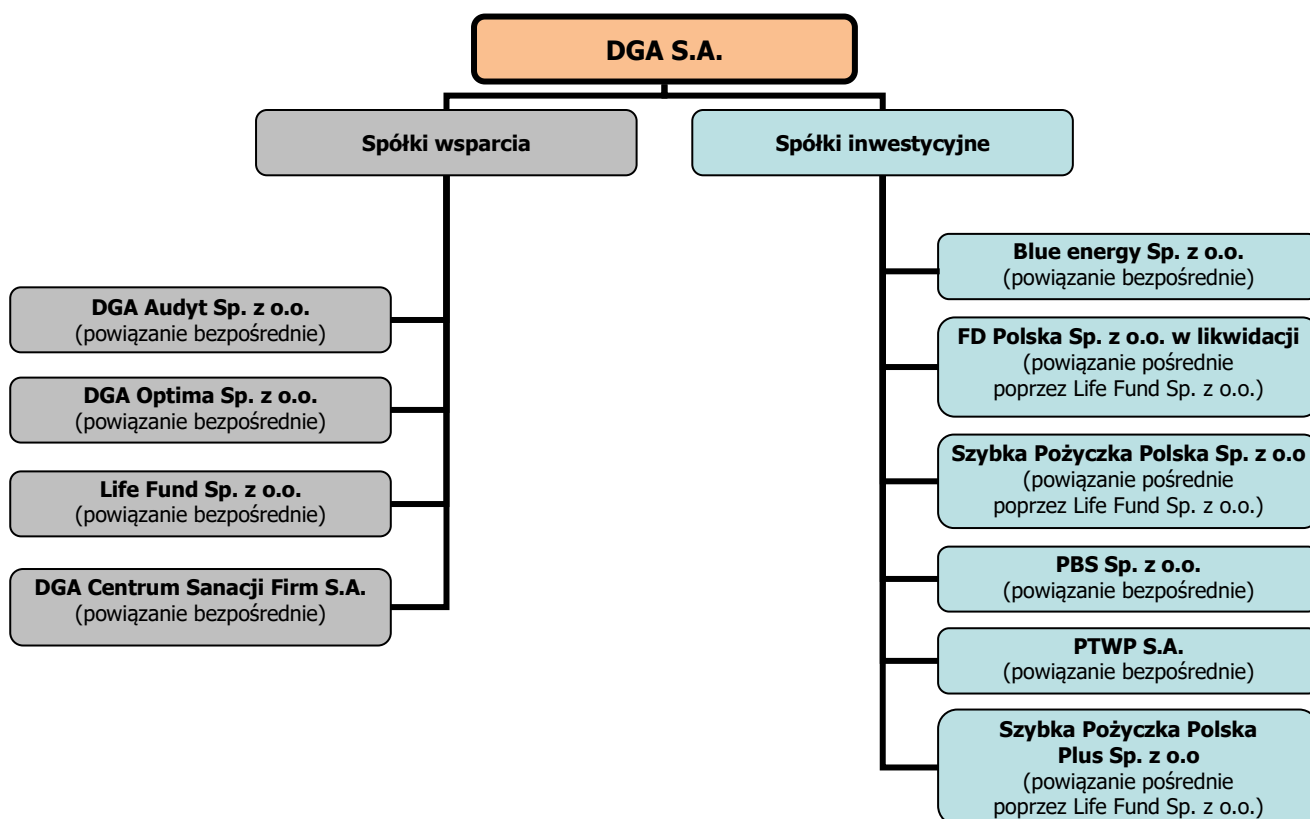 DGA S.A.
Spółki wsparcia
Spółki inwestycyjne
DGA Audyt Sp. z o.o.
(powiązanie bezpośrednie)
DGA Optima Sp. z o.o.
(powiązanie bezpośrednie)
Life Fund Sp. z o.o.
(powiązanie bezpośrednie)
DGA Centrum Sanacji Firm S.A.
(powiązanie bezpośrednie)
Blue energy Sp. z o.o.
(powiązanie bezpośrednie)
FD Polska Sp. z o.o. w likwidacji
(powiązanie pośrednie
poprzez Life Fund Sp. z o.o.)
Szybka Pożyczka Polska Sp. z o.o
(powiązanie pośrednie
poprzez Life Fund Sp. z o.o.)
PBS Sp. z o.o.
(powiązanie bezpośrednie)
PTWP S.A.
(powiązanie bezpośrednie)
Szybka Pożyczka Polska
Plus Sp. z o.o
(powiązanie pośrednie
poprzez Life Fund Sp. z o.o.)